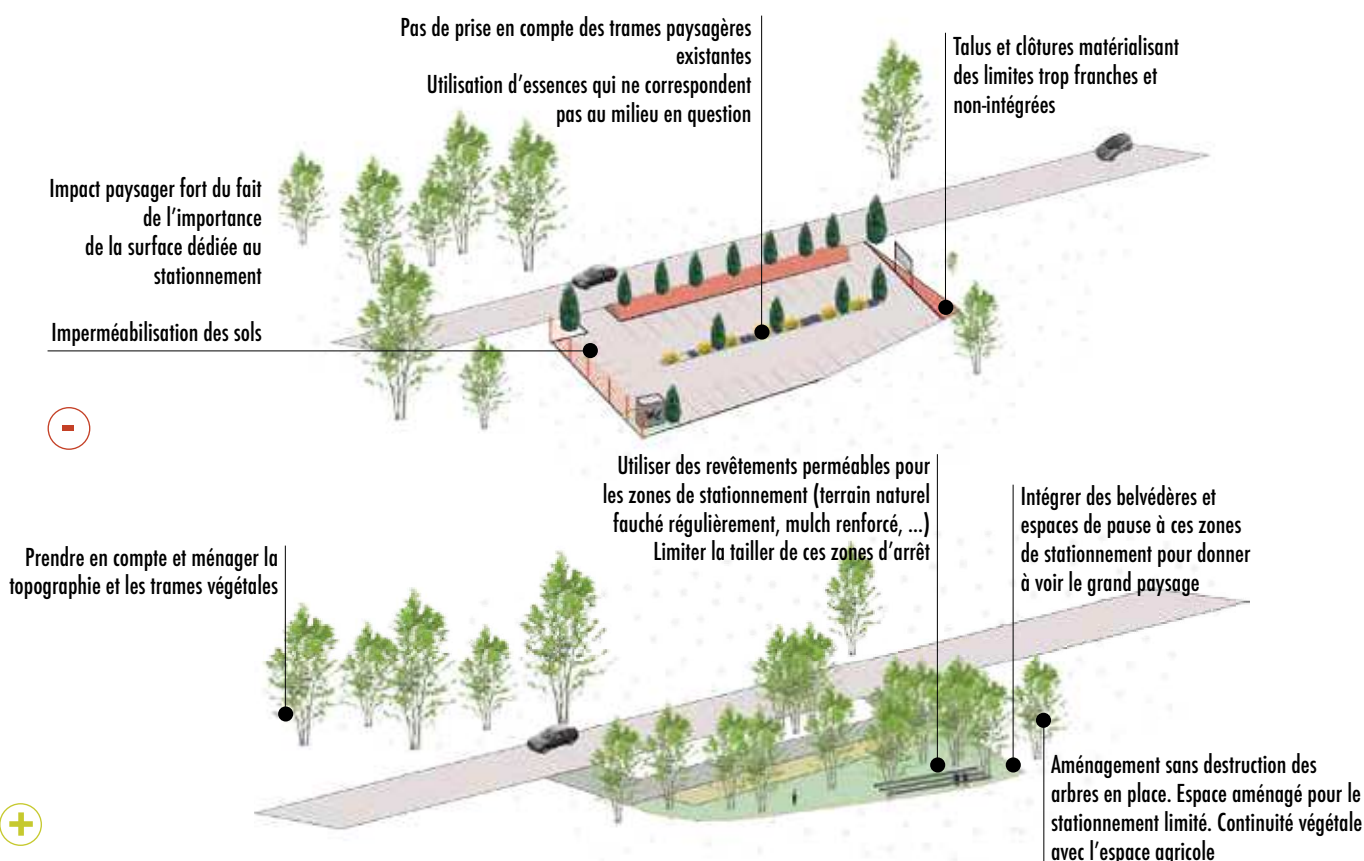 Pas de prise en compte des trames paysagères
existantes
Utilisation d'essences qui ne correspondent
pas au milieu en question
Talus et clôtures matérialisant
des limites trop franches et
non-intégrées
Impact paysager fort du fait
de l'importance
de la surface dédiée au
stationnement
Imperméabilisation des sols
-
Utiliser des revêtements perméables pour
les zones de stationnement (terrain naturel
fauché régulièrement, mulch renforcé, ...)
Limiter la tailler de ces zones d'arrêt
Intégrer des belvédères et
espaces de pause à ces zones
de stationnement pour donner
à voir le grand paysage
Prendre en compte et ménager la
topographie et les trames végétales
Aménagement sans destruction des
arbres en place. Espace aménagé pour le
stationnement limité. Continuité végétale
avec l'espace agricole
+